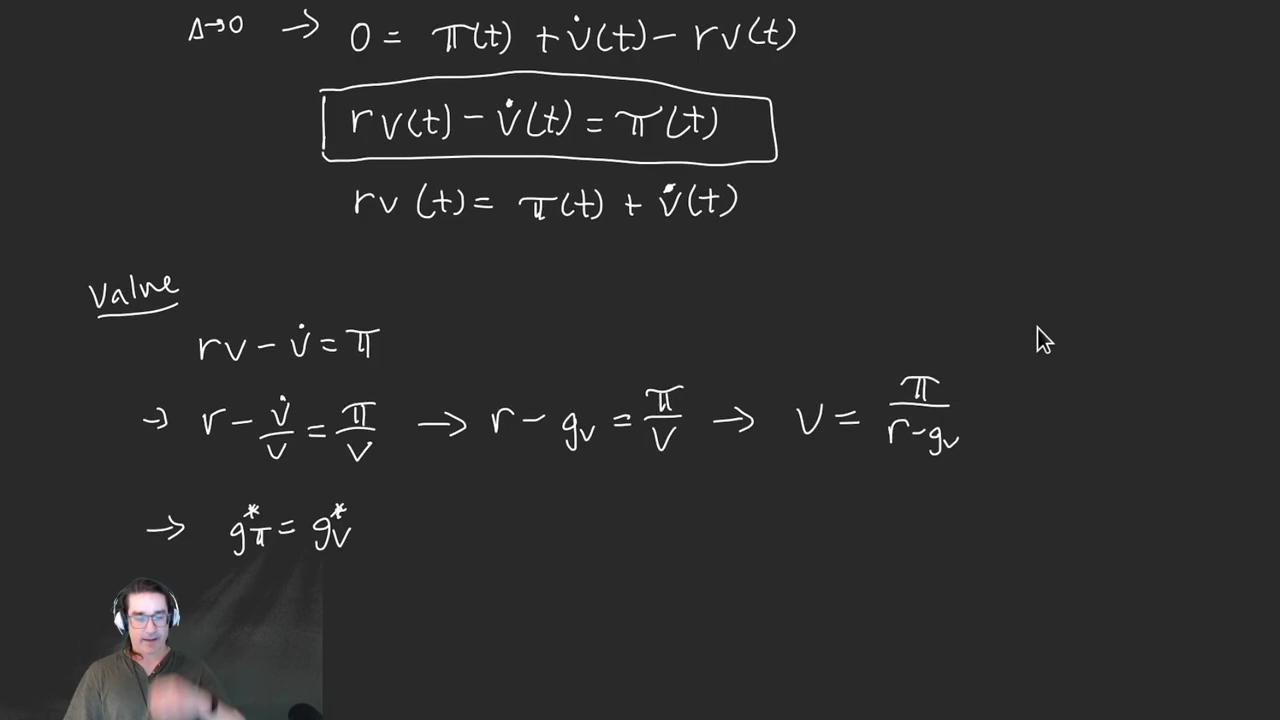 Δ→0 → 0 = π(t) + v̇(t) − rv(t)
rv(t) − v̇(t) = π(t)
rv(t) = π(t) + v̇(t)
Value
rv − v̇ = π
→ r − v̇/v = π/v → r − g_v = π/v → v = π/(r−g_v)
→ g*_π = g*_v